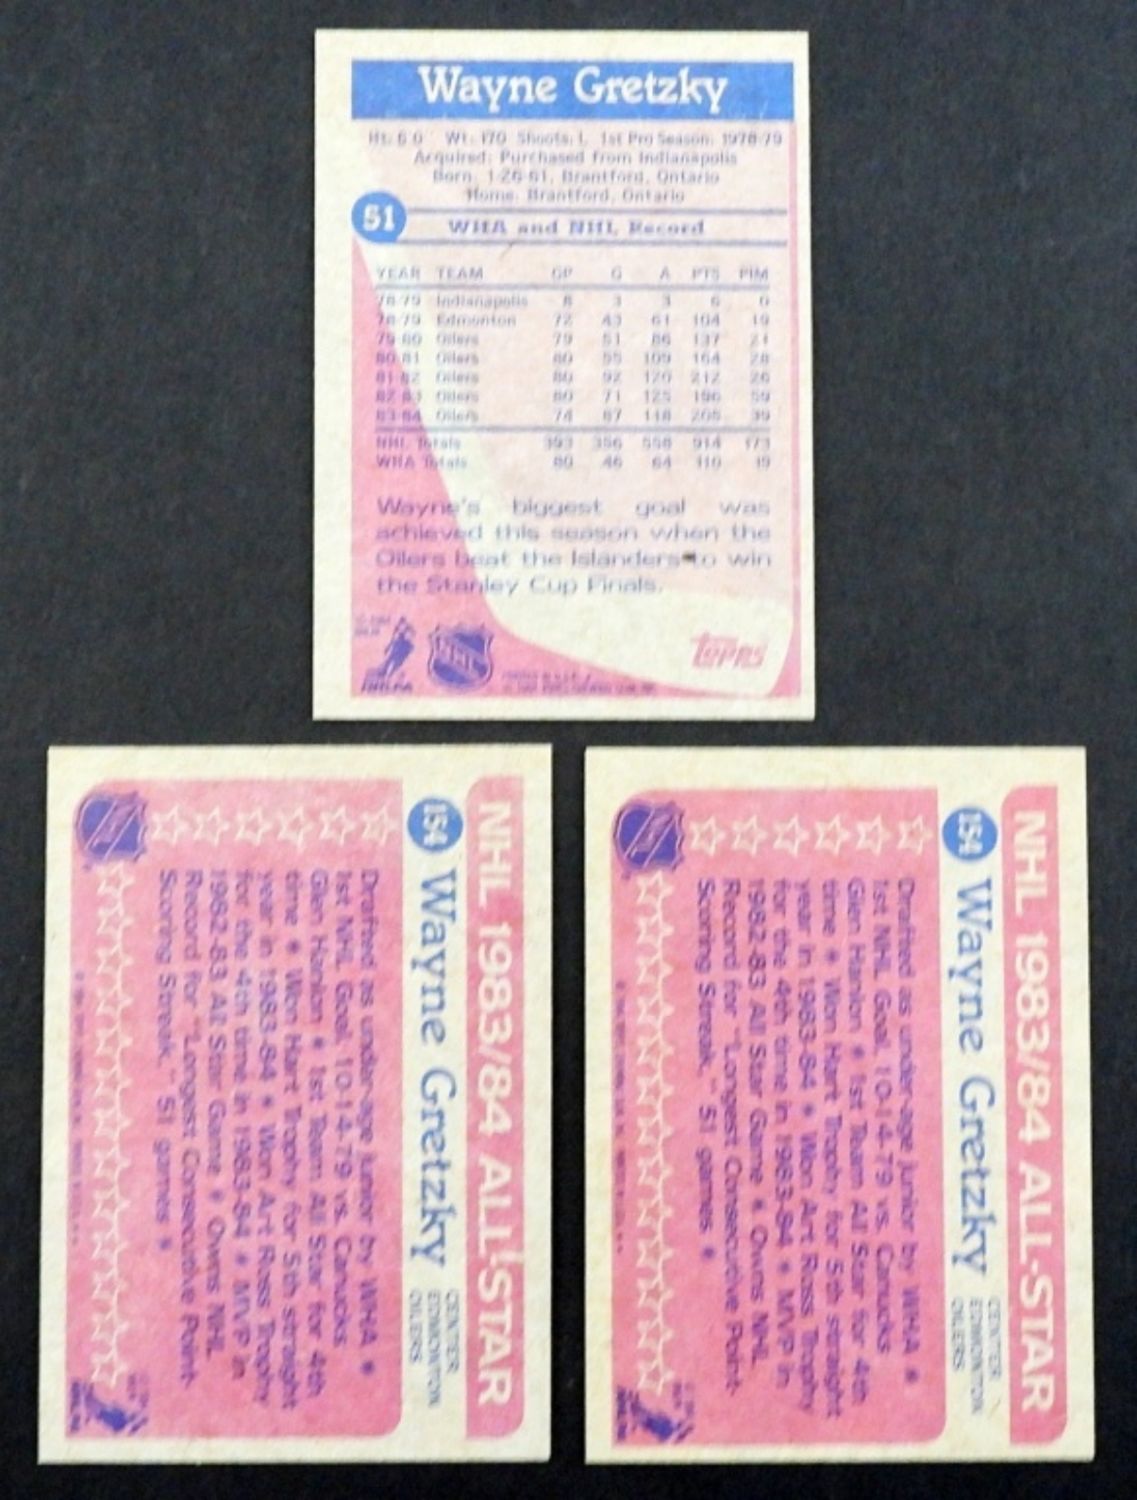 Wayne Gretzky
Ht: 6 0 Wt: 170 Shoots: L 1st Pro Season: 1978-79
Acquired: Purchased from Indianapolis
Born: 1-26-61, Brantford, Ontario
Home: Brantford, Ontario
51
WHA and NHL Record
YEAR TEAM GP G A PTS PIM
78-79 Indianapolis 8 3 3 6 0
78-79 Edmonton 72 43 61 104 19
79-80 Oilers 79 51 86 137 21
80-81 Oilers 80 55 109 164 28
81-82 Oilers 80 92 120 212 26
82-83 Oilers 80 71 125 196 59
83-84 Oilers 74 87 118 205 39
NHL Totals 393 356 558 914 173
WHA Totals 80 46 64 110 19
Wayne's biggest goal was
achieved this season when the
Oilers beat the Islanders to win
the Stanley Cup Finals.
NHLPA
NHL
Topps
NHL 1983/84 ALL-STAR
154
Wayne Gretzky
CENTER
EDMONTON
OILERS
Drafted as under-age junior by WHA *
1st NHL Goal, 10-14-79 vs. Canucks
Glen Hanlon * 1st Team All Star for 4th
time * Won Hart Trophy for 5th straight
year in 1983-84 * Won Art Ross Trophy
for the 4th time in 1983-84 * MVP in
1982-83 All Star Game * Owns NHL
Record for "Longest Consecutive Point-
Scoring Streak," 51 games *
NHL 1983/84 ALL-STAR
154
Wayne Gretzky
CENTER
EDMONTON
OILERS
Drafted as under-age junior by WHA *
1st NHL Goal, 10-14-79 vs. Canucks
Glen Hanlon * 1st Team All Star for 4th
time * Won Hart Trophy for 5th straight
year in 1983-84 * Won Art Ross Trophy
for the 4th time in 1983-84 * MVP in
1982-83 All Star Game * Owns NHL
Record for "Longest Consecutive Point-
Scoring Streak," 51 games *